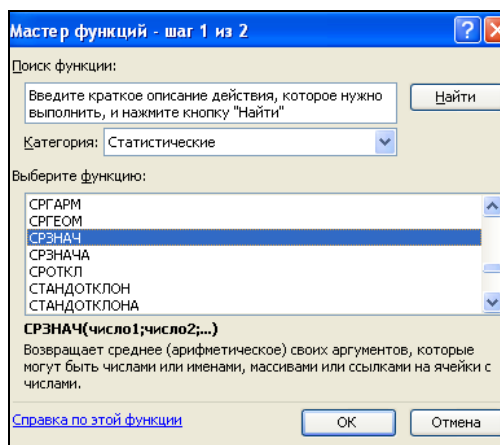 Мастер функций - шаг 1 из 2
Поиск функции:
Введите краткое описание действия, которое нужно
выполнить, и нажмите кнопку "Найти"
Найти
Категория: Статистические
Выберите функцию:
СРГАРМ
СРГЕОМ
СРЗНАЧ
СРЗНАЧА
СРОТКЛ
СТАНДОТКЛОН
СТАНДОТКЛОНА
СРЗНАЧ(число1;число2;...)
Возвращает среднее (арифметическое) своих аргументов, которые
могут быть числами или именами, массивами или ссылками на ячейки с
числами.
Справка по этой функции
ОК
Отмена